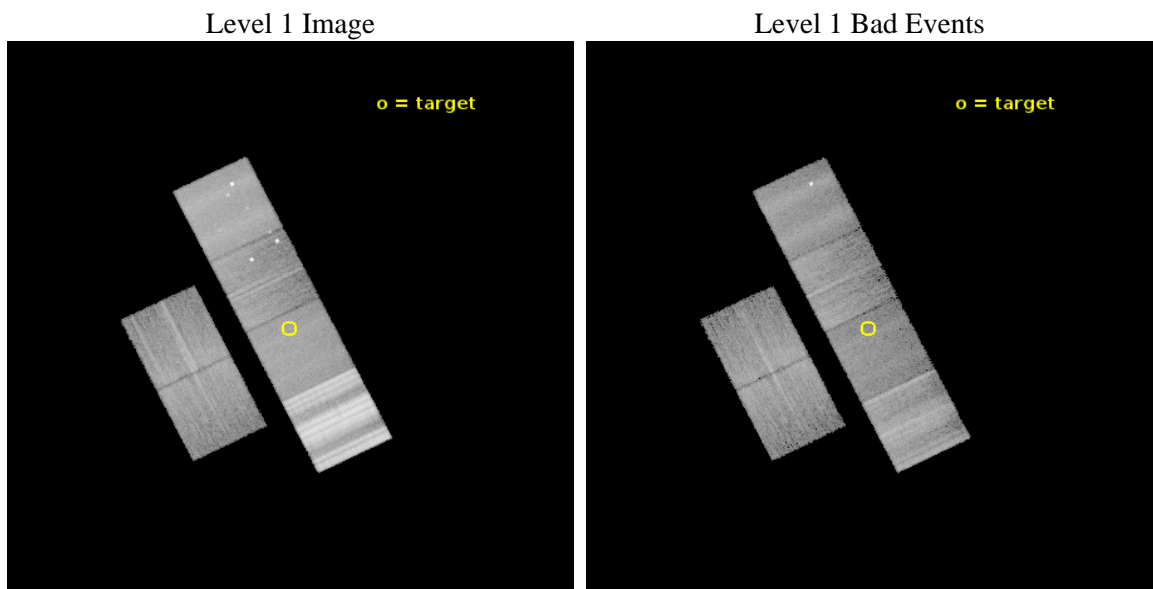 Level 1 Image
Level 1 Bad Events
o = target
o = target